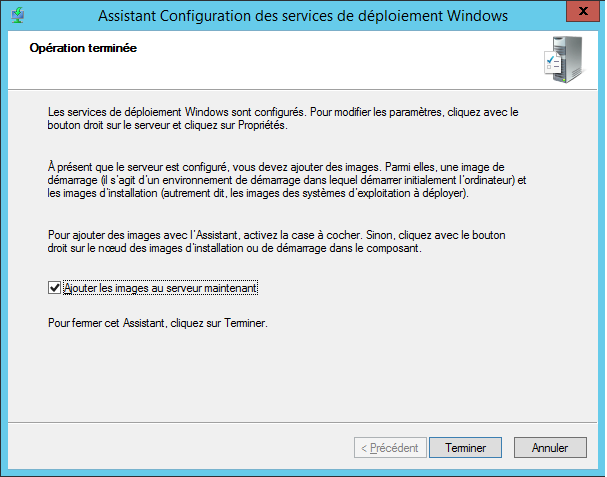 Assistant Configuration des services de déploiement Windows
Opération terminée
Les services de déploiement Windows sont configurés. Pour modifier les paramètres, cliquez avec le
bouton droit sur le serveur et cliquez sur Propriétés.
À présent que le serveur est configuré, vous devez ajouter des images. Parmi elles, une image de
démarrage (il s'agit d'un environnement de démarrage dans lequel démarrer initialement l'ordinateur) et
les images d'installation (autrement dit, les images des systèmes d'exploitation à déployer).
Pour ajouter des images avec l'Assistant, activez la case à cocher. Sinon, cliquez avec le bouton
droit sur le nœud des images d'installation ou de démarrage dans le composant.
Ajouter les images au serveur maintenant
Pour fermer cet Assistant, cliquez sur Terminer.
< Précédent
Terminer
Annuler